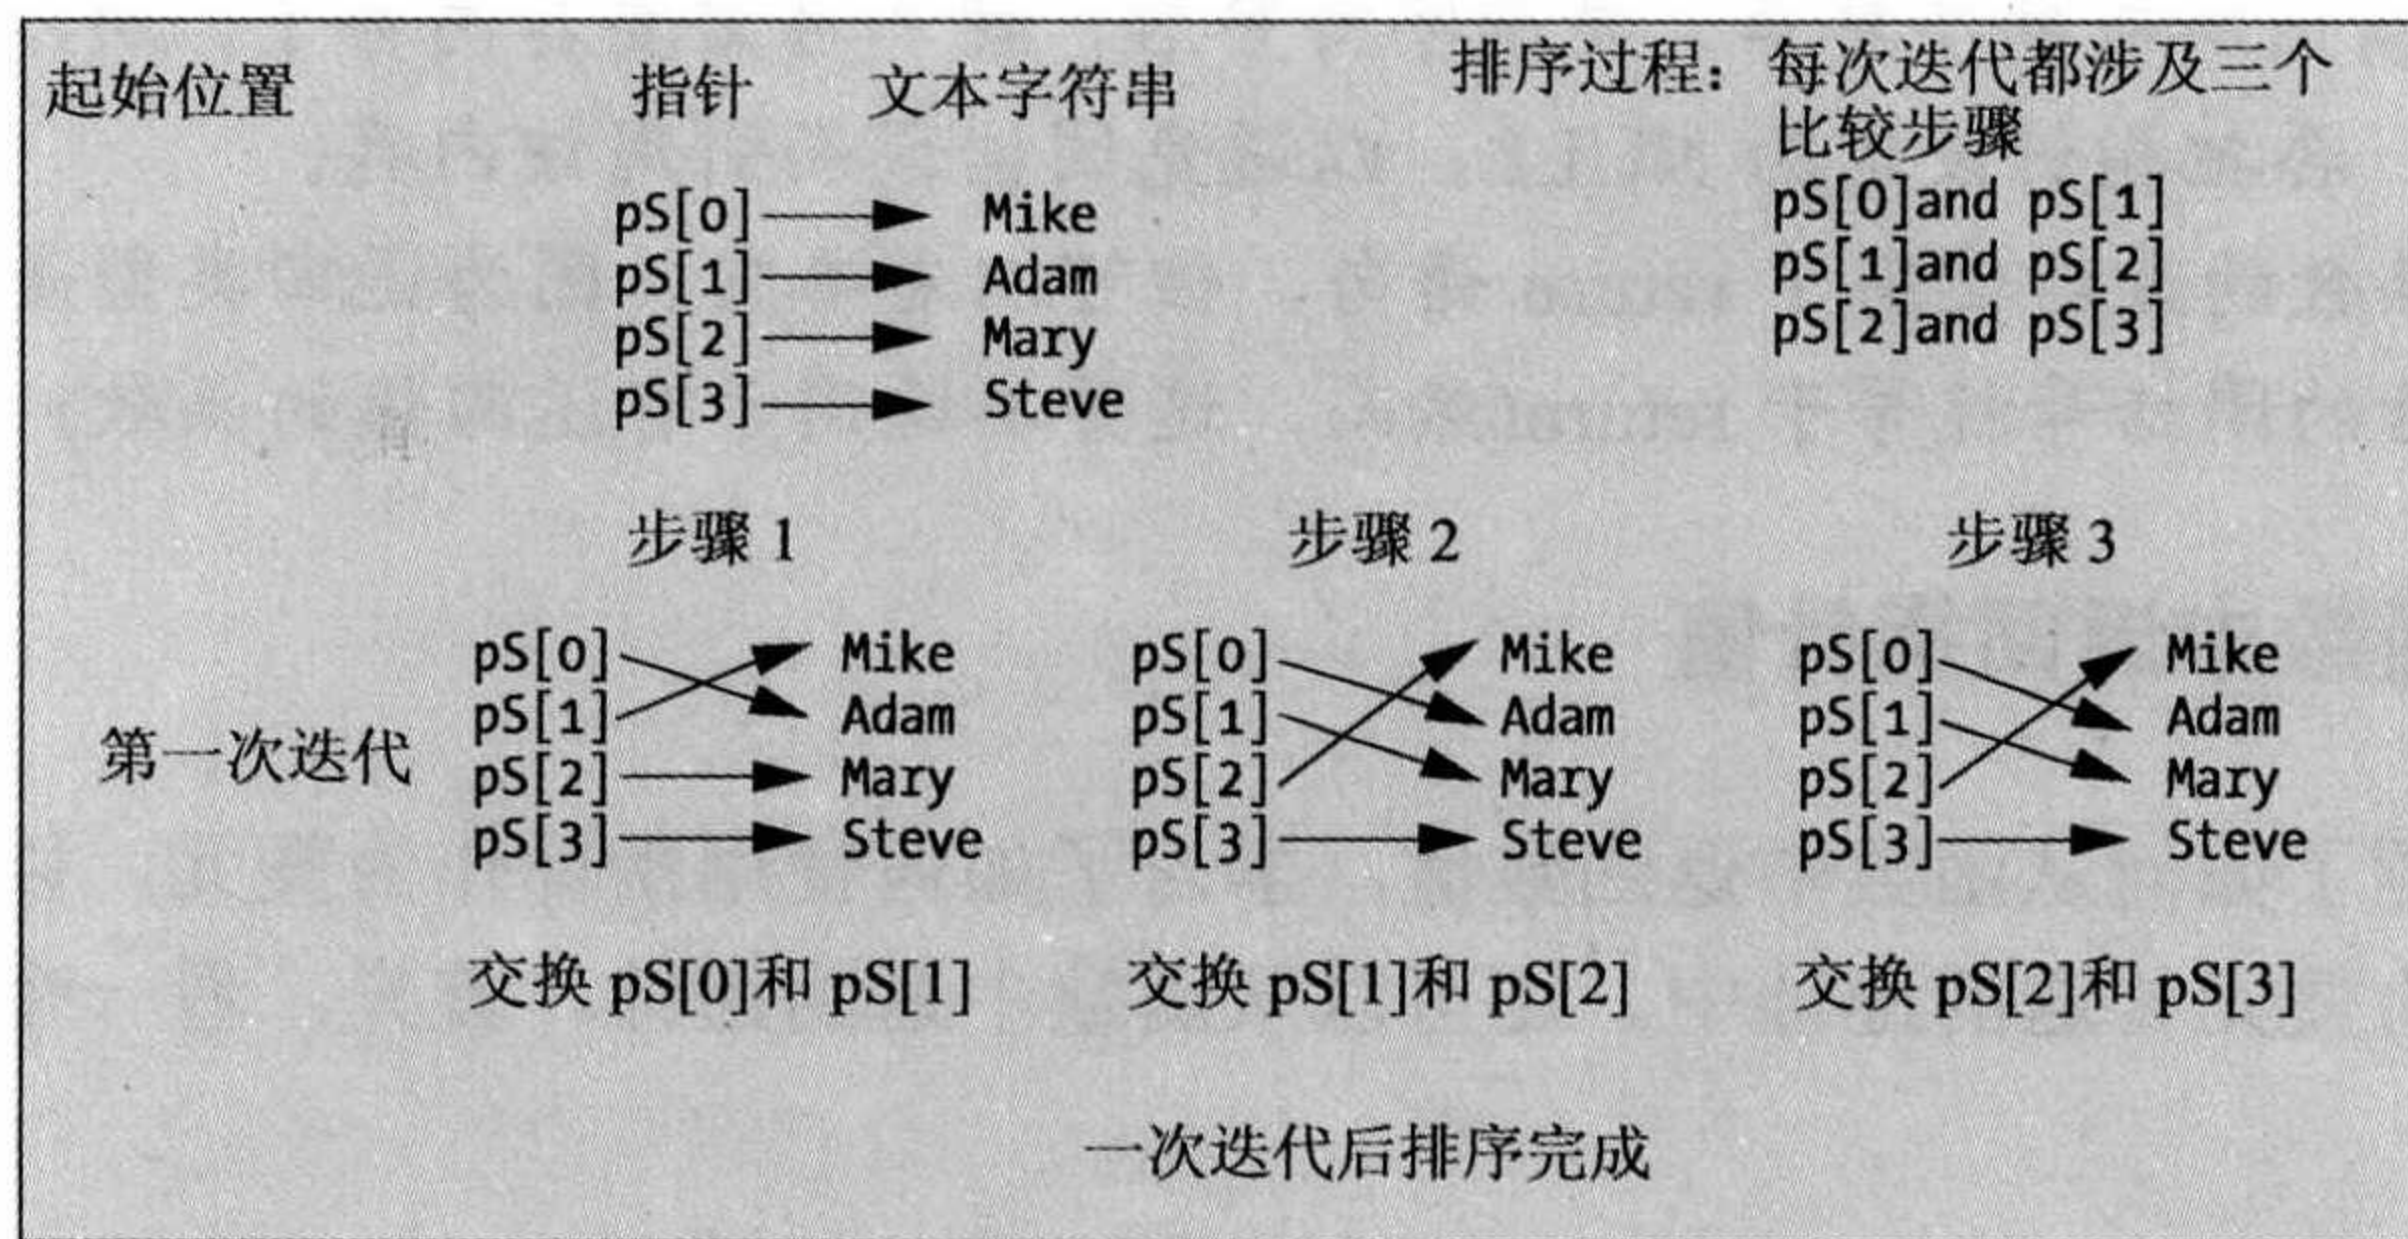 起始位置 指针 文本字符串 排序过程：每次迭代都涉及三个
比较步骤
pS[0] Mike pS[0]and pS[1]
pS[1] Adam pS[1]and pS[2]
pS[2] Mary pS[2]and pS[3]
pS[3] Steve
步骤 1 步骤 2 步骤 3
pS[0] Mike pS[0] Mike pS[0] Mike
pS[1] Adam pS[1] Adam pS[1] Adam
第一次迭代
pS[2] Mary pS[2] Mary pS[2] Mary
pS[3] Steve pS[3] Steve pS[3] Steve
交换 pS[0]和 pS[1] 交换 pS[1]和 pS[2] 交换 pS[2]和 pS[3]
一次迭代后排序完成